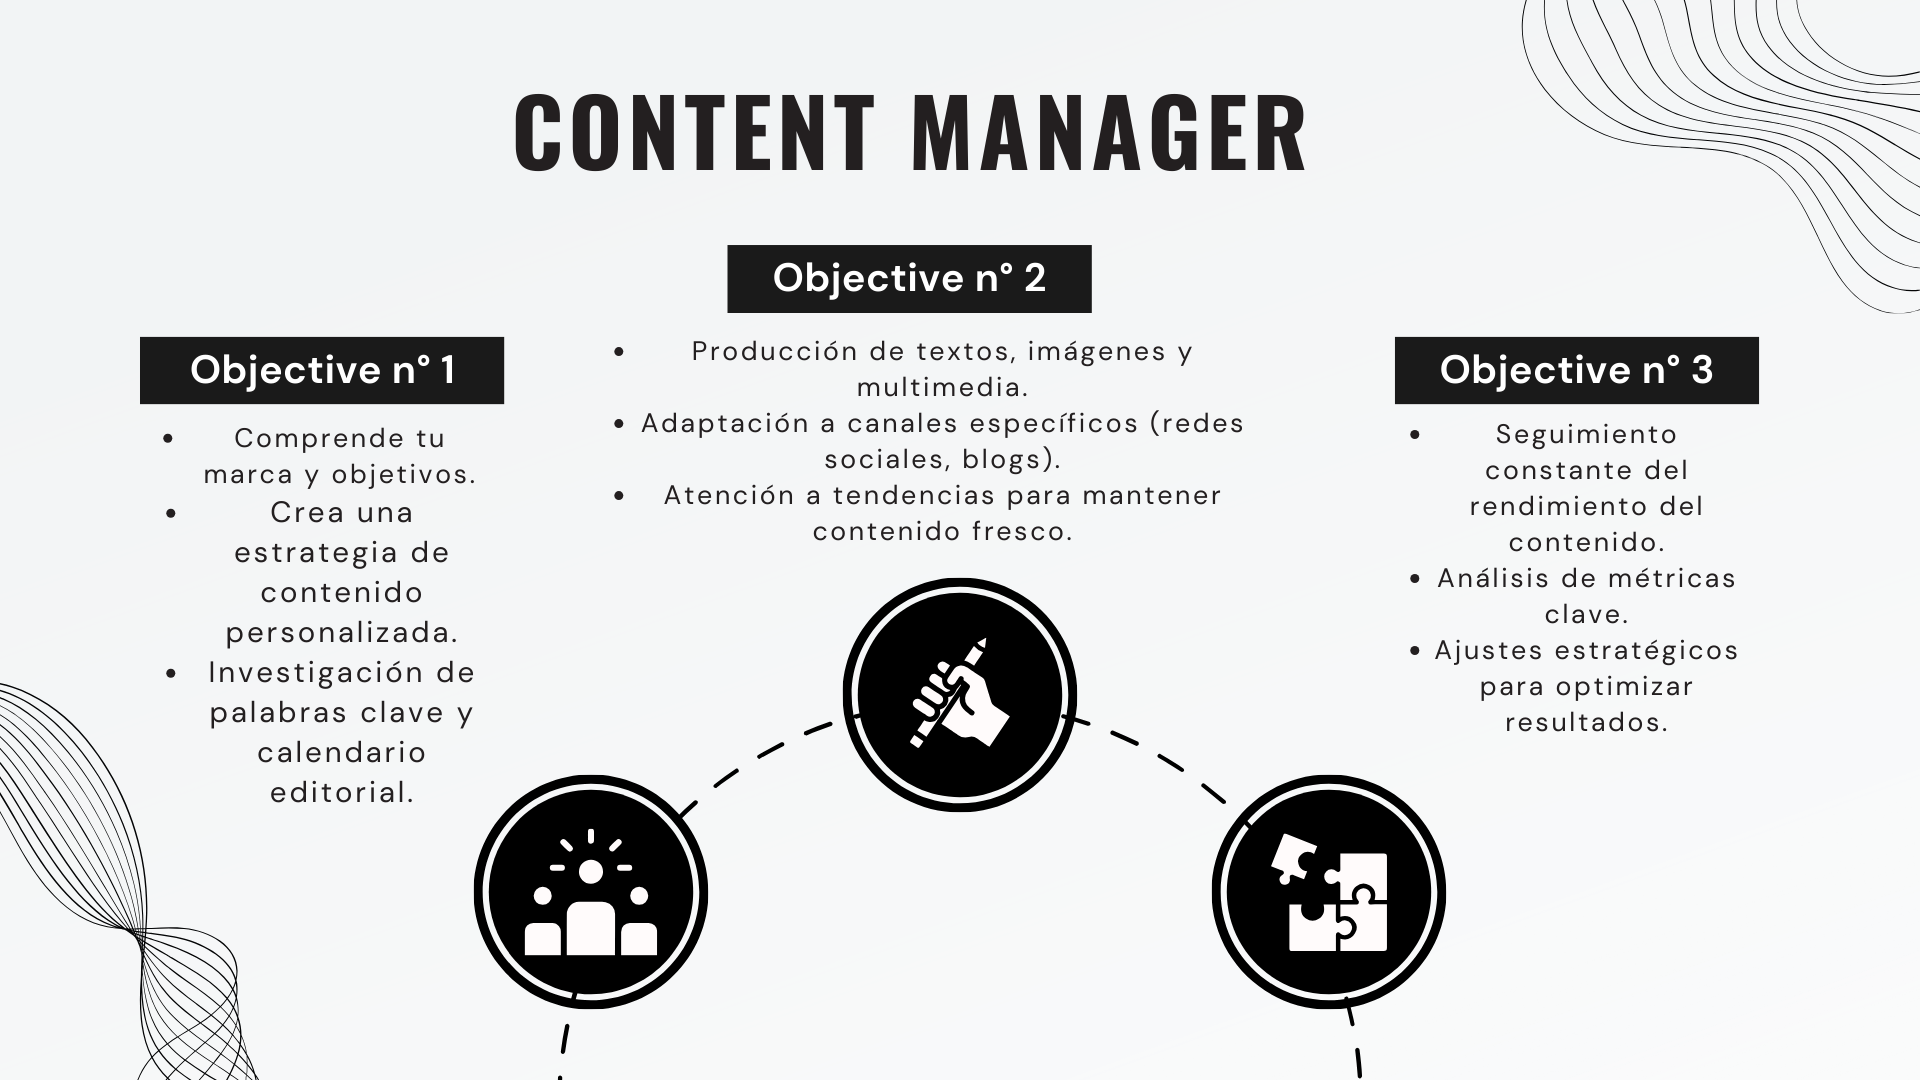 CONTENT MANAGER
Objective n° 1
• Comprende tu
marca y objetivos.
• Crea una
estrategia de
contenido
personalizada.
• Investigación de
palabras clave y
calendario
editorial.
Objective n° 2
• Producción de textos, imágenes y
multimedia.
• Adaptación a canales específicos (redes
sociales, blogs).
• Atención a tendencias para mantener
contenido fresco.
Objective n° 3
• Seguimiento
constante del
rendimiento del
contenido.
• Análisis de métricas
clave.
• Ajustes estratégicos
para optimizar
resultados.